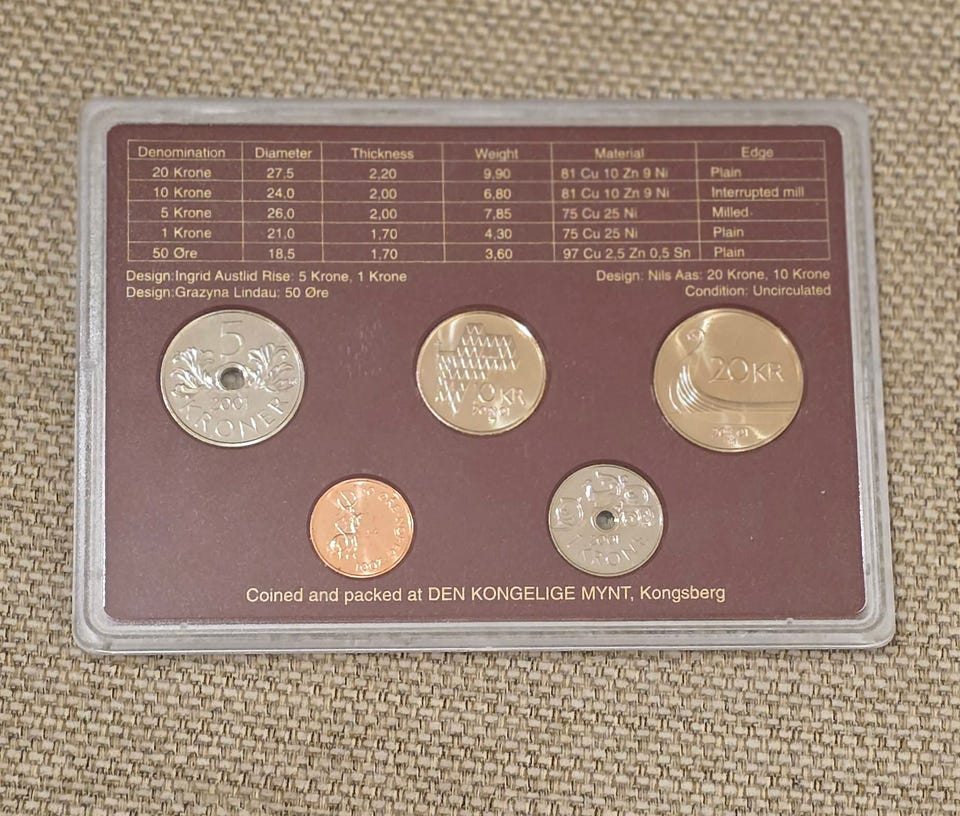 Denomination Diameter Thickness Weight Material Edge
20 Krone 27,5 2,20 9,90 81 Cu 10 Zn 9 Ni Plain
10 Krone 24,0 2,00 6,80 81 Cu 10 Zn 9 Ni Interrupted mill
5 Krone 26,0 2,00 7,85 75 Cu 25 Ni Milled
1 Krone 21,0 1,70 4,30 75 Cu 25 Ni Plain
50 Øre 18,5 1,70 3,60 97 Cu 2,5 Zn 0,5 Sn Plain
Design:Ingrid Austlid Rise: 5 Krone, 1 Krone
Design: Nils Aas: 20 Krone, 10 Krone
Design:Grazyna Lindau: 50 Øre
Condition: Uncirculated
5
2001
KRONER
10 KR
20 KR
2001
KRONE
Coined and packed at DEN KONGELIGE MYNT, Kongsberg